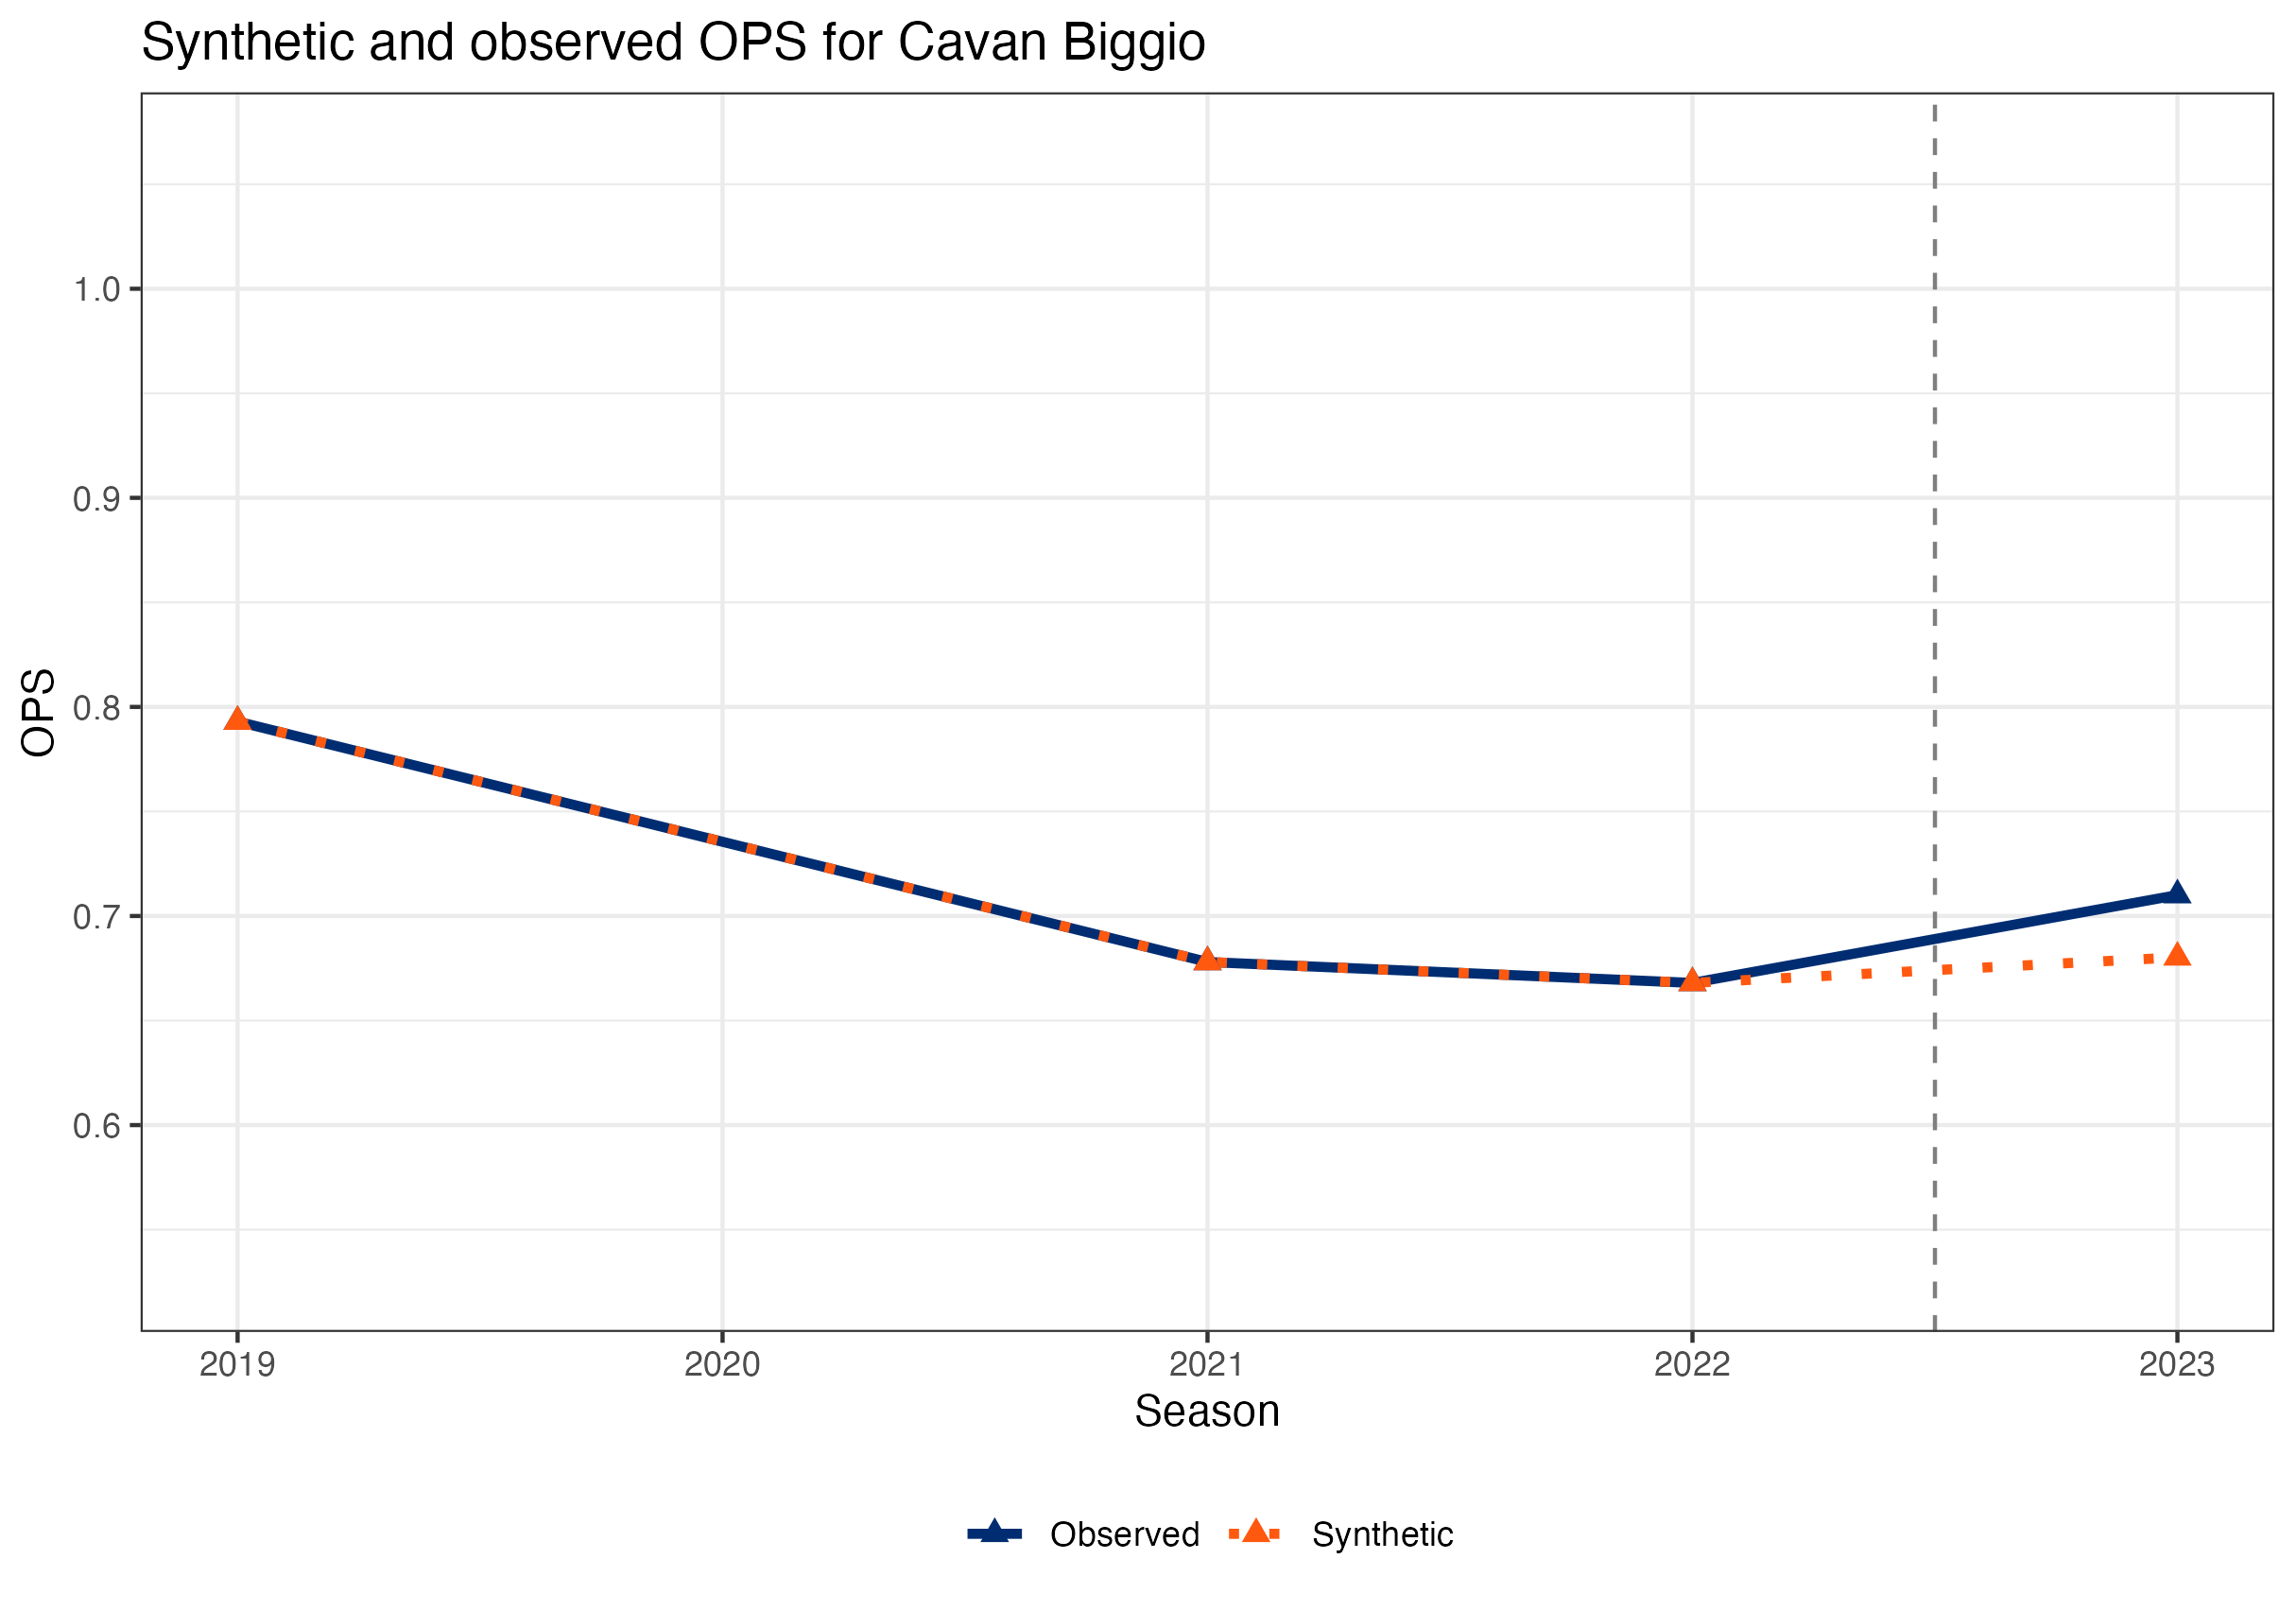 Synthetic and observed OPS for Cavan Biggio
OPS
1.0
0.9
0.8
0.7
0.6
2019 2020 2021 2022 2023
Season
Observed Synthetic